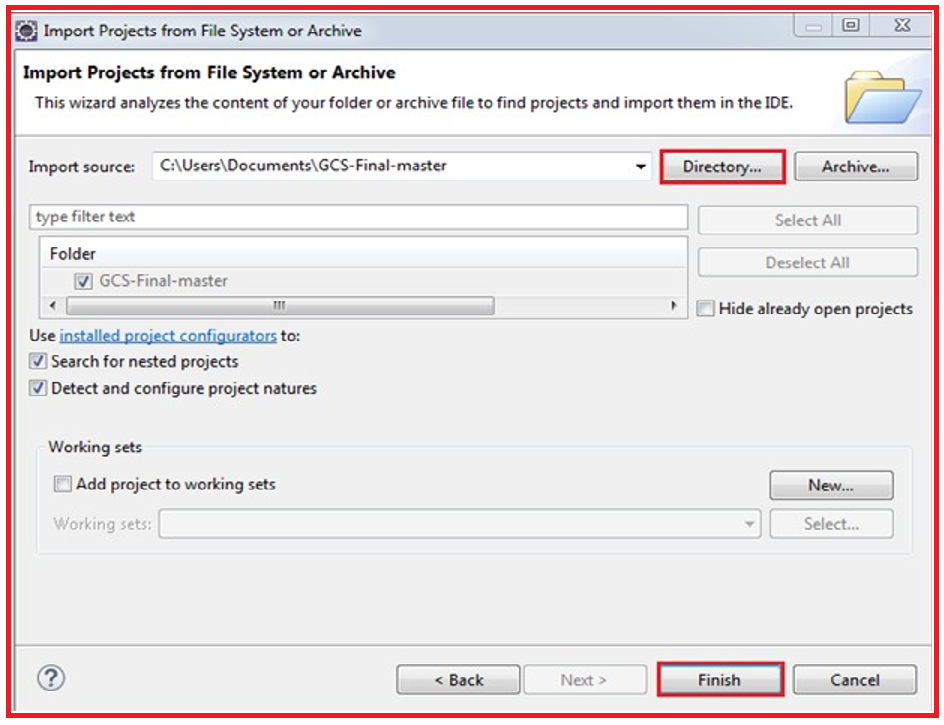 Import Projects from File System or Archive
Import Projects from File System or Archive
This wizard analyzes the content of your folder or archive file to find projects and import them in the IDE.
Import source: C:\Users\Documents\GCS-Final-master Directory... Archive...
type filter text Select All
Folder
Deselect All
GCS-Final-master
Hide already open projects
Use installed project configurators to:
Search for nested projects
Detect and configure project natures
Working sets
Add project to working sets New...
Working sets: Select...
? < Back Next > Finish Cancel